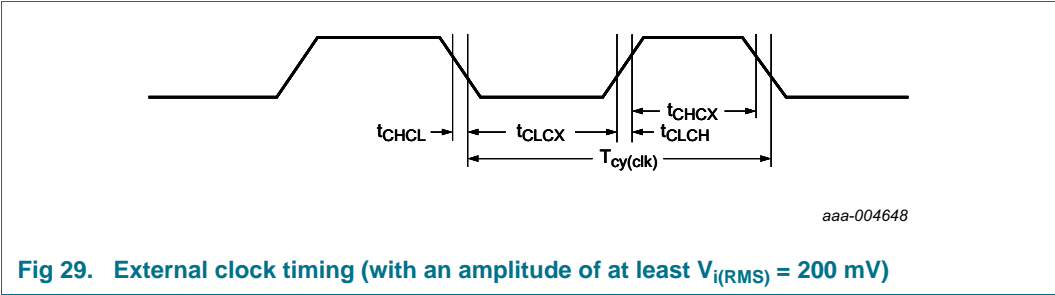 tCHCX
tCHCL
tCLCX
tCLCH
Tcy(clk)
aaa-004648
Fig 29. External clock timing (with an amplitude of at least Vi(RMS) = 200 mV)